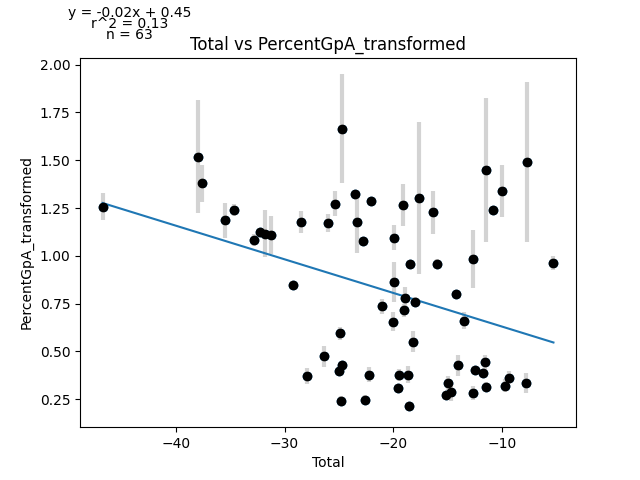 y = -0.02x + 0.45
r^2 = 0.13
n = 63
Total vs PercentGpA_transformed
2.00
1.75
1.50
1.25
1.00
0.75
0.50
0.25
PercentGpA_transformed
−40
−30
−20
−10
Total